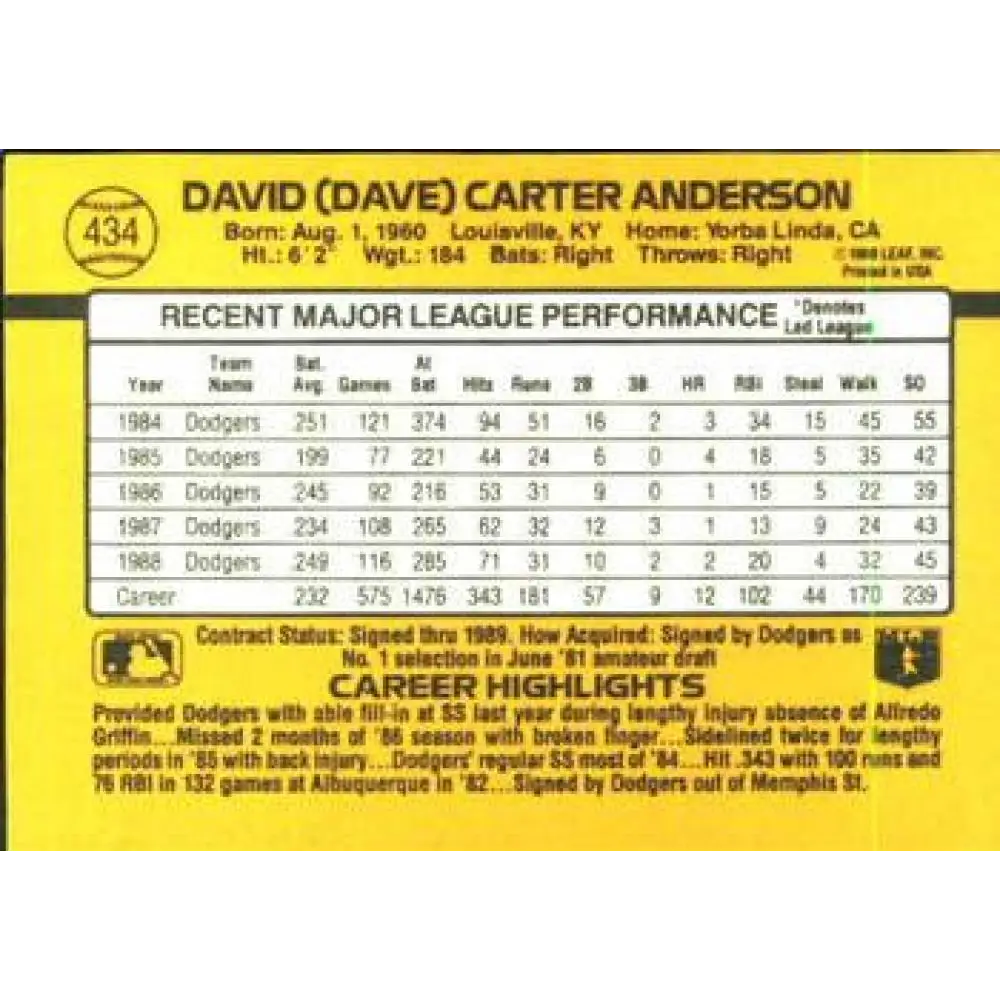 434
DAVID (DAVE) CARTER ANDERSON
Born: Aug. 1, 1960 Louisville, KY Home: Yorba Linda, CA
Ht.: 6'2" Wgt.: 184 Bats: Right Throws: Right
LEAF, INC.
Printed in USA
RECENT MAJOR LEAGUE PERFORMANCE
*Denotes
Led League
Team Bat. At
Year Name Avg. Games Bat Hits Runs 2B 3B HR RBI Steal Walk SO
1984 Dodgers .251 121 374 94 51 16 2 3 34 15 45 55
1985 Dodgers .199 77 221 44 24 6 0 4 18 5 35 42
1986 Dodgers .245 92 216 53 31 9 0 1 15 5 22 39
1987 Dodgers .234 108 265 62 32 12 3 1 13 9 24 43
1988 Dodgers .249 116 285 71 31 10 2 2 20 4 32 45
Career .232 575 1476 343 181 57 9 12 102 44 170 239
Contract Status: Signed thru 1989. How Acquired: Signed by Dodgers as
No. 1 selection in June '81 amateur draft
CAREER HIGHLIGHTS
Provided Dodgers with able fill-in at SS last year during lengthy injury absence of Alfredo
Griffin...Missed 2 months of '86 season with broken finger...Sidelined twice for lengthy
periods in '85 with back injury...Dodgers' regular SS most of '84...Hit .343 with 100 runs and
76 RBI in 132 games at Albuquerque in '82...Signed by Dodgers out of Memphis St.